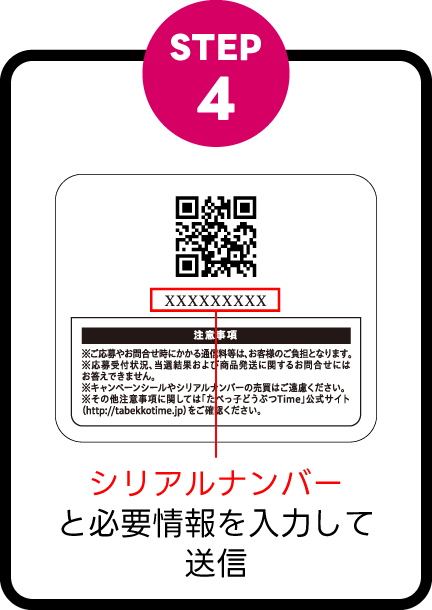 STEP
4
XXXXXXXXX
注意事項
※ご応募やお問合せ時にかかる通信料等は、お客様のご負担となります。
※応募受付状況、当選結果および商品発送に関するお問合せには
お答えできません。
※キャンペーンシールやシリアルナンバーの売買はご遠慮ください。
※その他注意事項に関しては「たべっ子どうぶつTime」公式サイト
（http://tabekkotime.jp）をご確認ください。
シリアルナンバー
と必要情報を入力して
送信